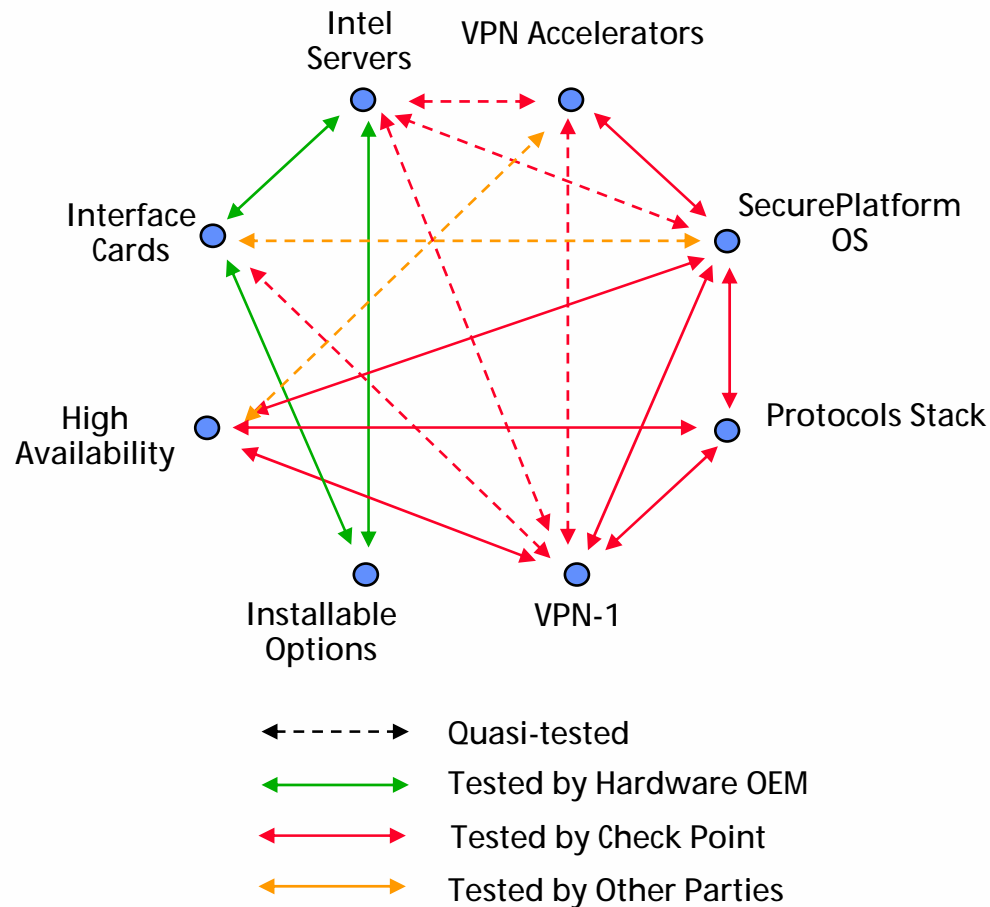 Intel
Servers
VPN Accelerators
Interface
Cards
SecurePlatform
OS
High
Availability
Protocols Stack
Installable
Options
VPN-1
Quasi-tested
Tested by Hardware OEM
Tested by Check Point
Tested by Other Parties